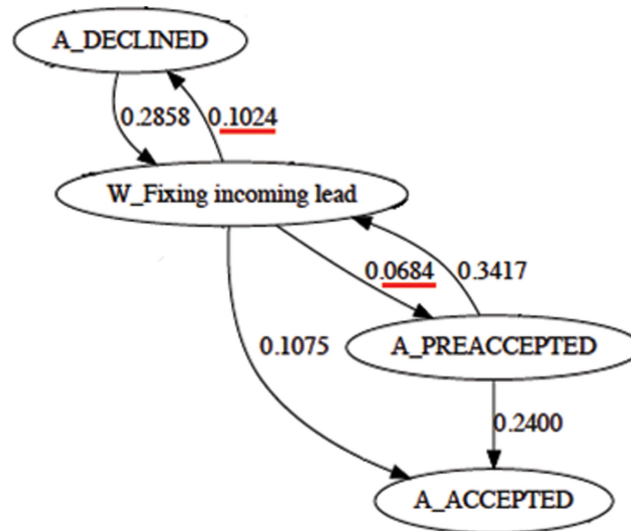 A_DECLINED
0.2858
0.1024
W_Fixing incoming lead
0.0684
0.3417
0.1075
A_PREACCEPTED
0.2400
A_ACCEPTED